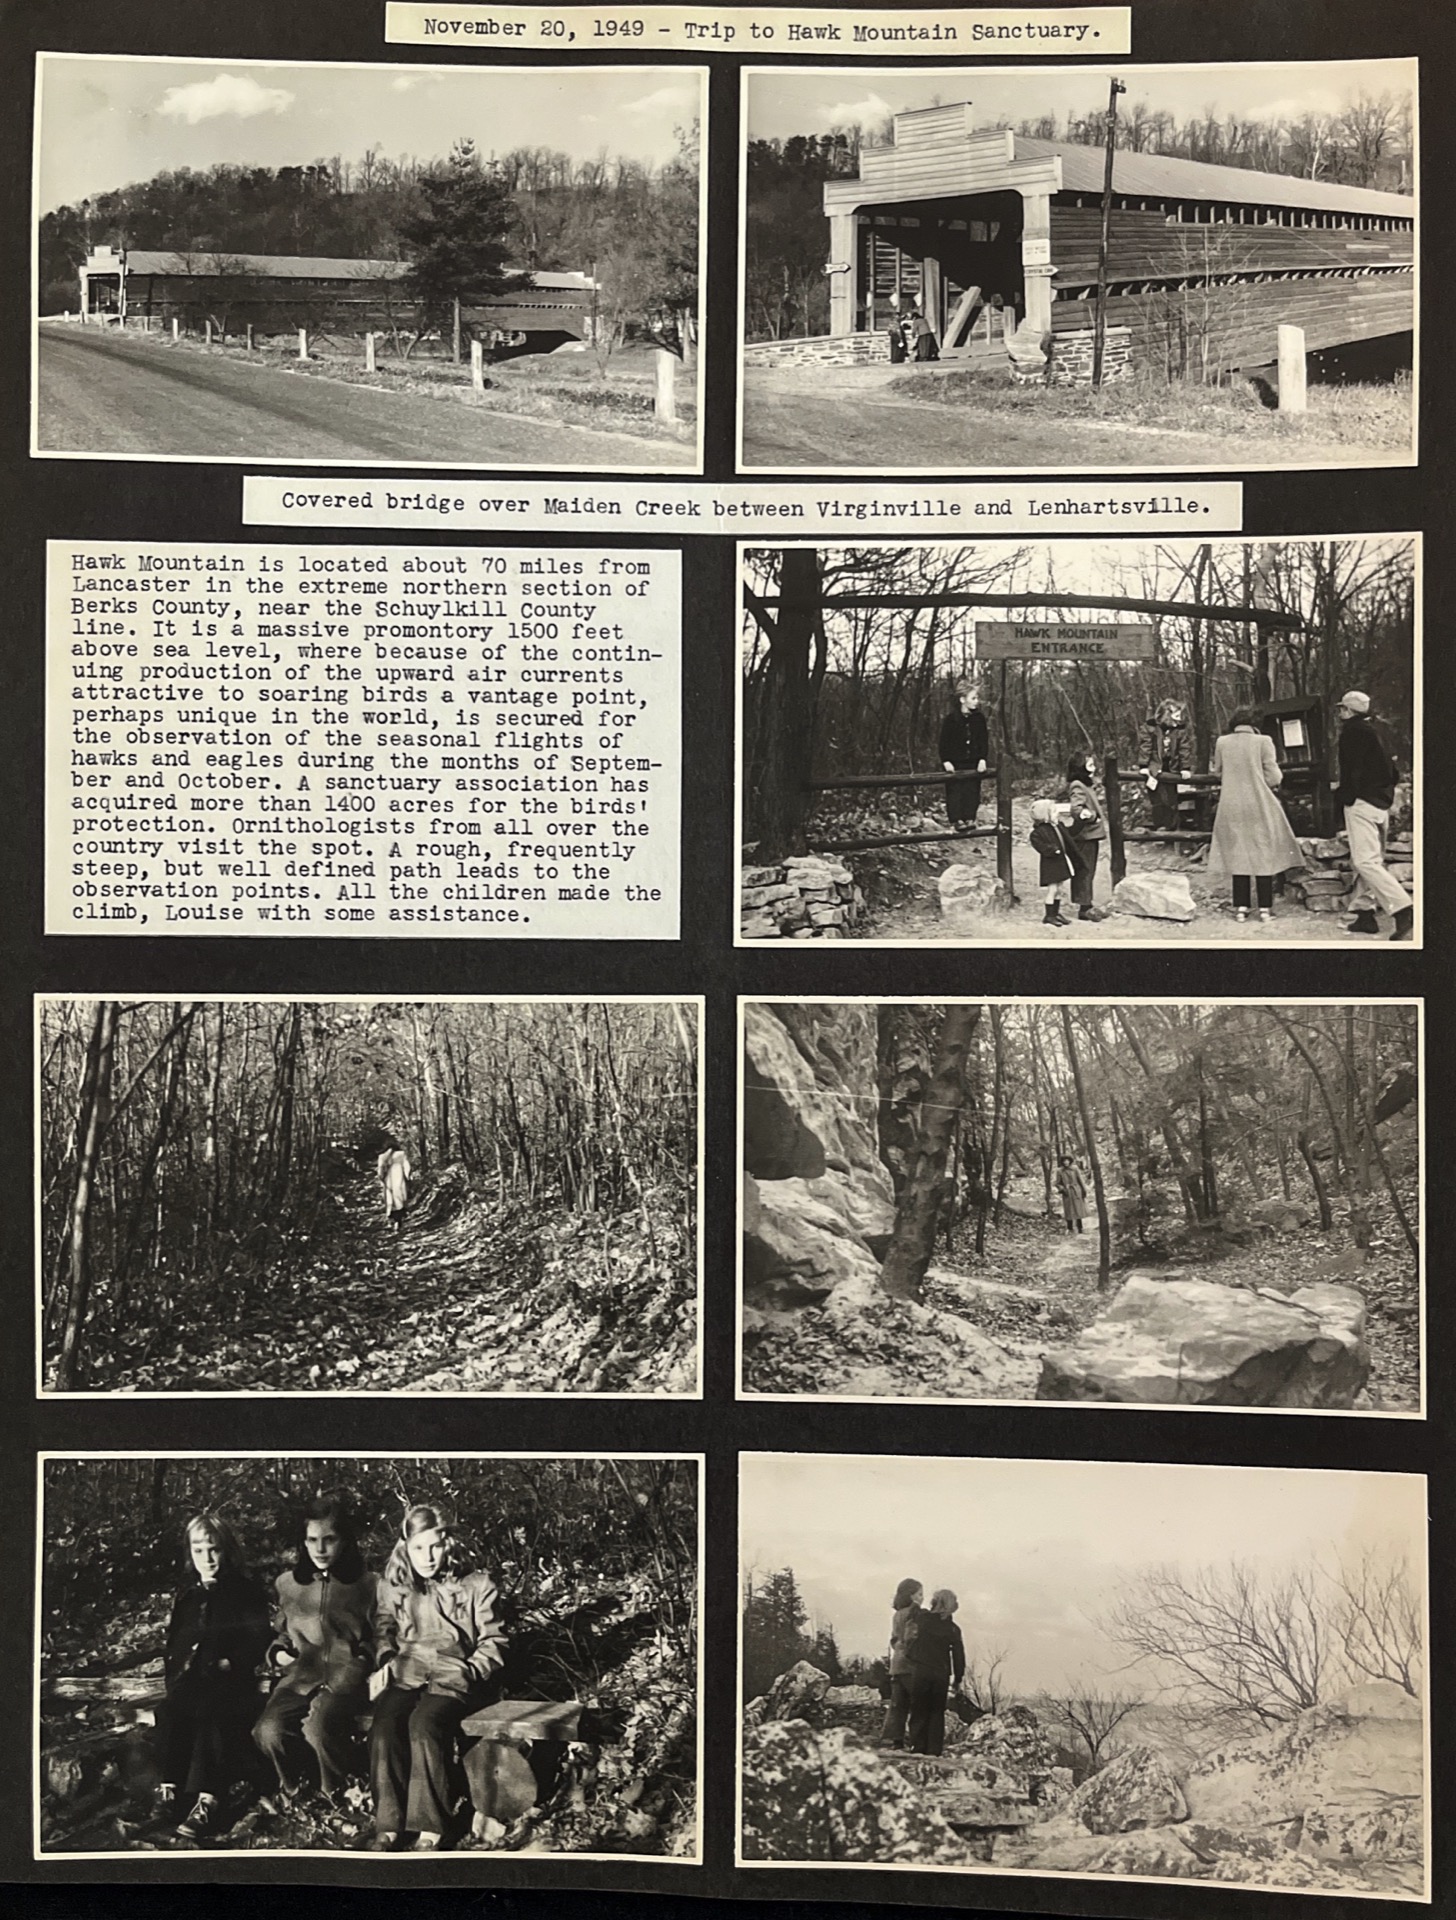 November 20, 1949 - Trip to Hawk Mountain Sanctuary.
Covered bridge over Maiden Creek between Virginville and Lenhartsville.
Hawk Mountain is located about 70 miles from
Lancaster in the extreme northern section of
Berks County, near the Schuylkill County
line. It is a massive promontory 1500 feet
above sea level, where because of the contin-
uing production of the upward air currents
attractive to soaring birds a vantage point,
perhaps unique in the world, is secured for
the observation of the seasonal flights of
hawks and eagles during the months of Septem-
ber and October. A sanctuary association has
acquired more than 1400 acres for the birds'
protection. Ornithologists from all over the
country visit the spot. A rough, frequently
steep, but well defined path leads to the
observation points. All the children made the
climb, Louise with some assistance.
HAWK MOUNTAIN
ENTRANCE